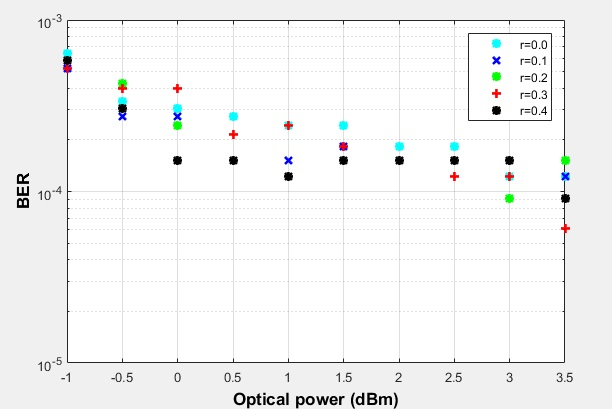 10-3
r=0.0
r=0.1
r=0.2
r=0.3
r=0.4
BER
10-4
10-5
-1 -0.5 0 0.5 1 1.5 2 2.5 3 3.5
Optical power (dBm)